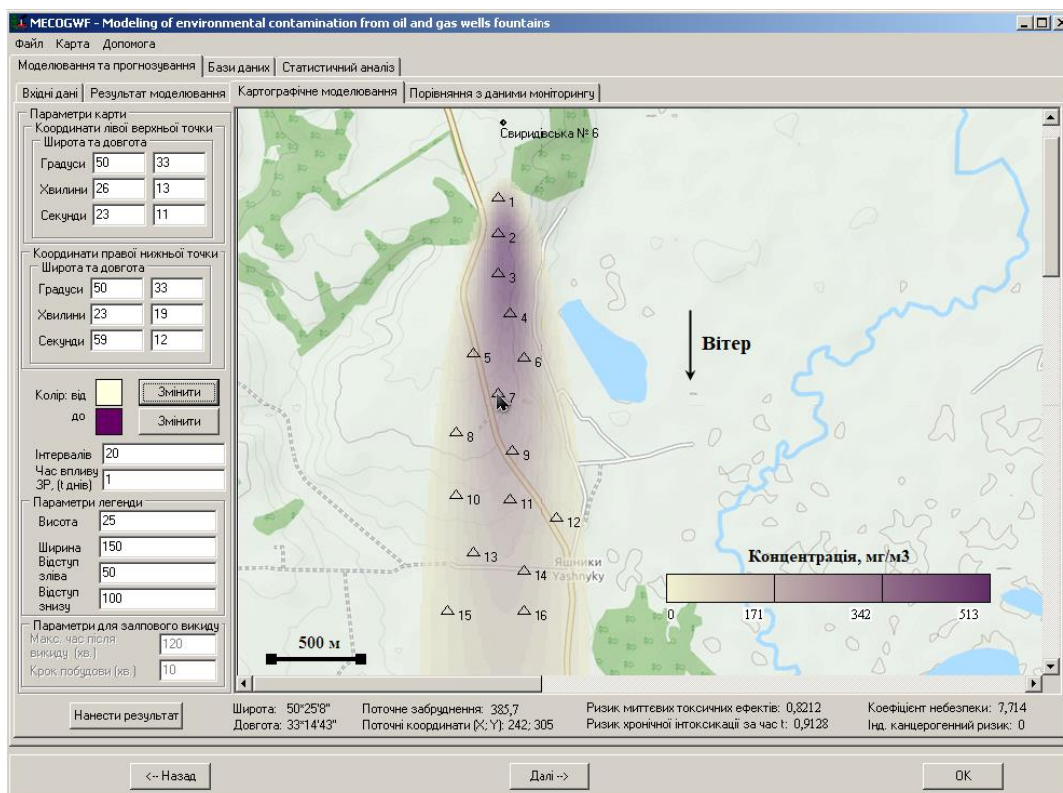 MECOGWF - Modeling of environmental contamination from oil and gas wells fountains
Файл Карта Допомога
Моделювання та прогнозування Бази даних Статистичний аналіз
Вхідні дані Результат моделювання Картографічне моделювання Порівняння з даними моніторингу
Параметри карти
Координати лівої верхньої точки
Широта та довгота
Градуси 50 33
Хвилини 26 13
Секунди 23 11
Координати правої нижньої точки
Широта та довгота
Градуси 50 33
Хвилини 23 19
Секунди 59 12
Колір: від Змінити
до Змінити
Інтервалів 20
Час впливу
ЗР, (t днів) 1
Параметри легенди
Висота 25
Ширина 150
Відступ
зліва 50
Відступ
знизу 100
Параметри для залпового викиду
Макс. час після
викиду (хв.) 120
Крок побудови (хв.) 10
Нанести результат
Свиридівська № 6
1
2
3
4
5
6
7
8
9
10
11
12
13
14
15
16
Вітер
Яшники
Yashnyky
Концентрація, мг/м3
0 171 342 513
500 м
Широта: 50°25'8" Поточне забруднення: 385,7 Ризик миттєвих токсичних ефектів: 0,8212 Коефіцієнт небезпеки: 7,714
Довгота: 33°14'43" Поточні координати (X; Y): 242; 305 Ризик хронічної інтоксикації за час t: 0,9128 Інд. канцерогенний ризик: 0
<-- Назад Далі --> OK